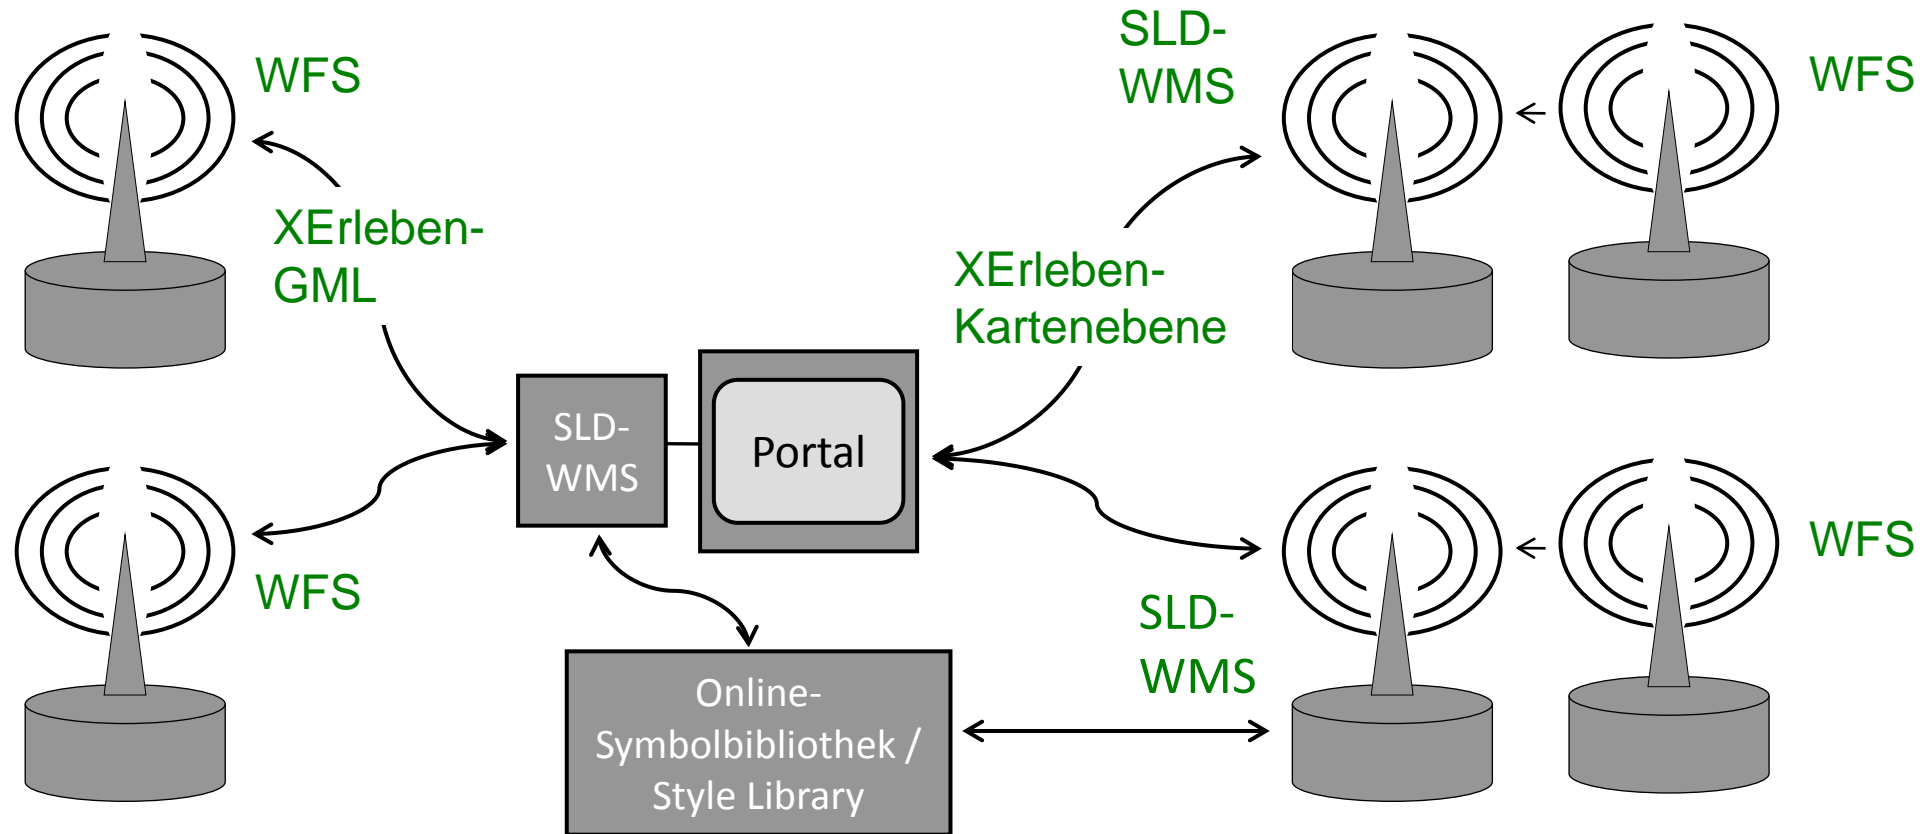 WFS
SLD-
WMS
WFS
XErleben-
GML
XErleben-
Kartenebene
SLD-
WMS
Portal
WFS
WFS
SLD-
WMS
Online-
Symbolbibliothek /
Style Library